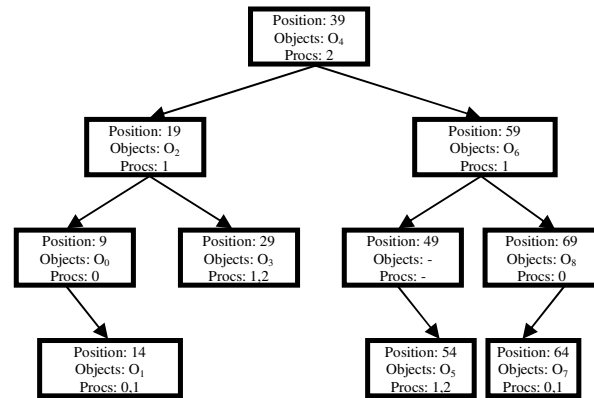 Position: 39
Objects: O₄
Procs: 2
Position: 19
Objects: O₂
Procs: 1
Position: 59
Objects: O₆
Procs: 1
Position: 9
Objects: O₀
Procs: 0
Position: 29
Objects: O₃
Procs: 1,2
Position: 49
Objects: -
Procs: -
Position: 69
Objects: O₈
Procs: 0
Position: 14
Objects: O₁
Procs: 0,1
Position: 54
Objects: O₅
Procs: 1,2
Position: 64
Objects: O₇
Procs: 0,1